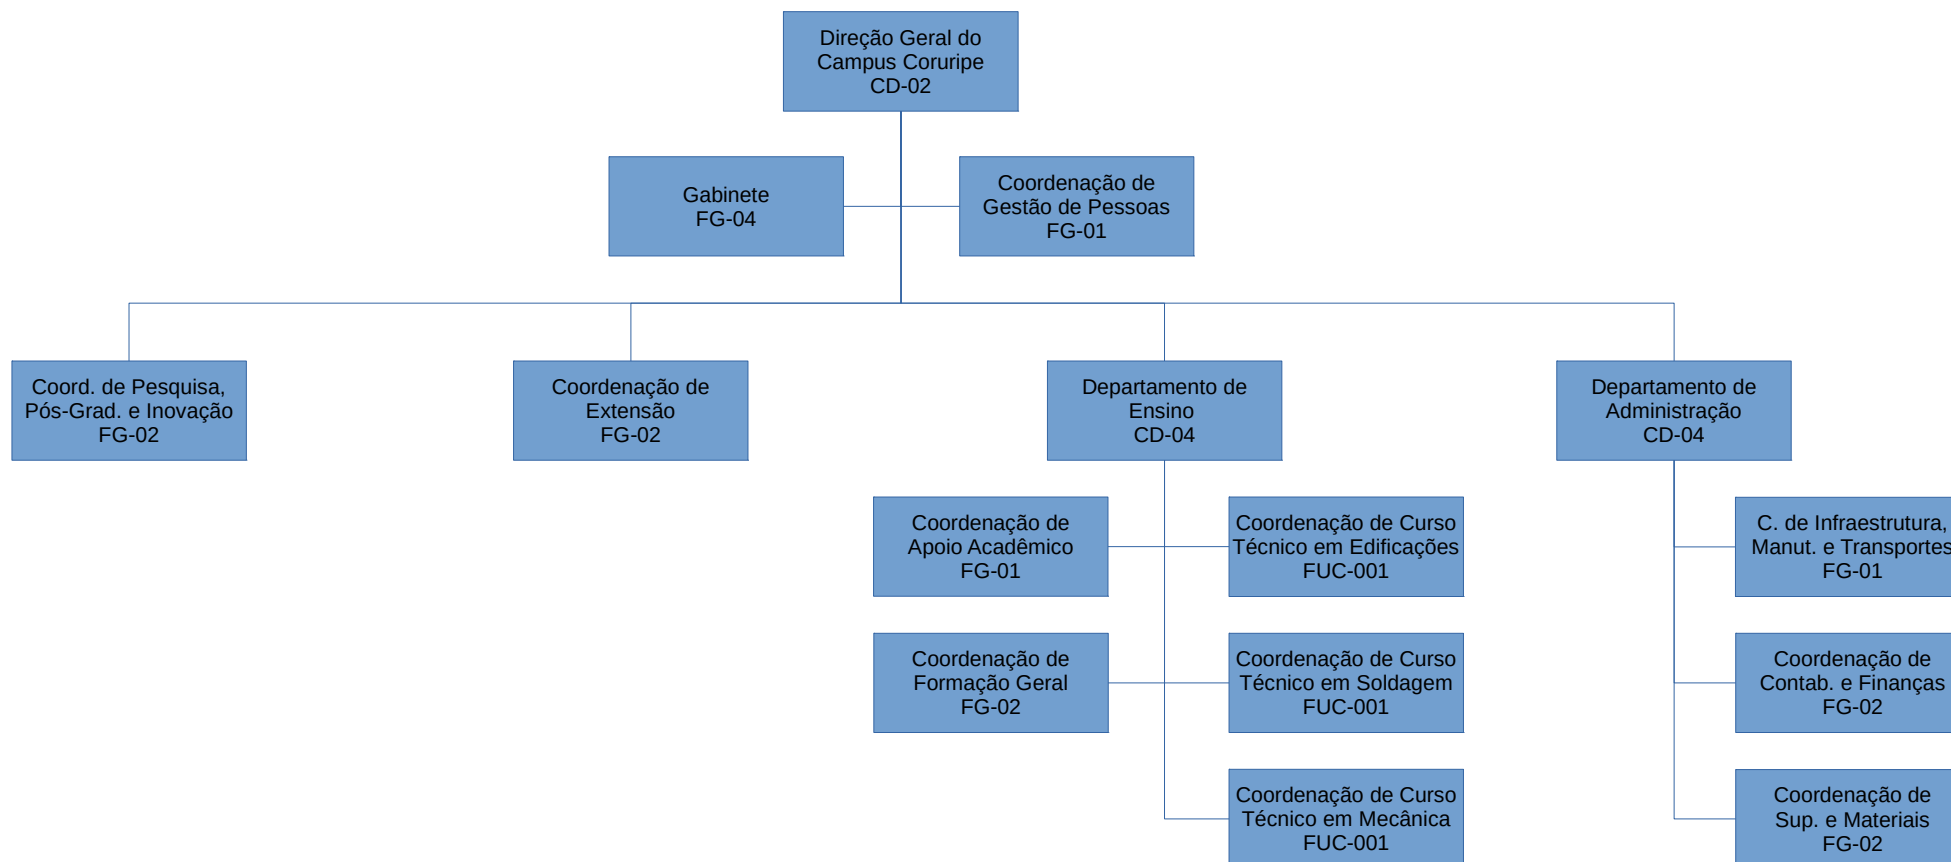 Direção Geral do
Campus Coruripe
CD-02
Gabinete
FG-04
Coordenação de
Gestão de Pessoas
FG-01
Coord. de Pesquisa,
Pós-Grad. e Inovação
FG-02
Coordenação de
Extensão
FG-02
Departamento de
Ensino
CD-04
Departamento de
Administração
CD-04
Coordenação de
Apoio Acadêmico
FG-01
Coordenação de Curso
Técnico em Edificações
FUC-001
C. de Infraestrutura,
Manut. e Transportes
FG-01
Coordenação de
Formação Geral
FG-02
Coordenação de Curso
Técnico em Soldagem
FUC-001
Coordenação de
Contab. e Finanças
FG-02
Coordenação de Curso
Técnico em Mecânica
FUC-001
Coordenação de
Sup. e Materiais
FG-02